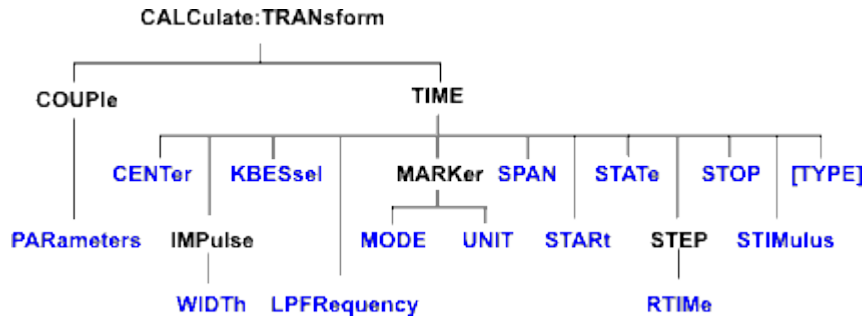 CALCulate:TRANsform
COUPle TIME
CENTer KBESsel MARKer SPAN STATe STOP [TYPE]
PARameters IMPulse MODE UNIT STARt STEP STIMulus
WIDTh LPFRequency RTIMe